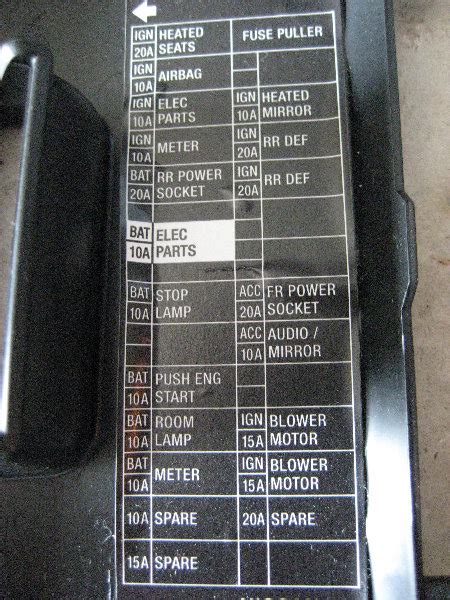 IGN HEATED FUSE PULLER
20A SEATS
IGN AIRBAG
10A
IGN ELEC IGN HEATED
10A PARTS 10A MIRROR
IGN METER IGN RR DEF
10A 20A
BAT RR POWER IGN RR DEF
20A SOCKET 20A
BAT ELEC
10A PARTS
BAT STOP ACC FR POWER
10A LAMP 20A SOCKET
ACC AUDIO /
10A MIRROR
BAT PUSH ENG
10A START
BAT ROOM IGN BLOWER
10A LAMP 15A MOTOR
BAT METER IGN BLOWER
10A 15A MOTOR
10A SPARE 20A SPARE
15A SPARE